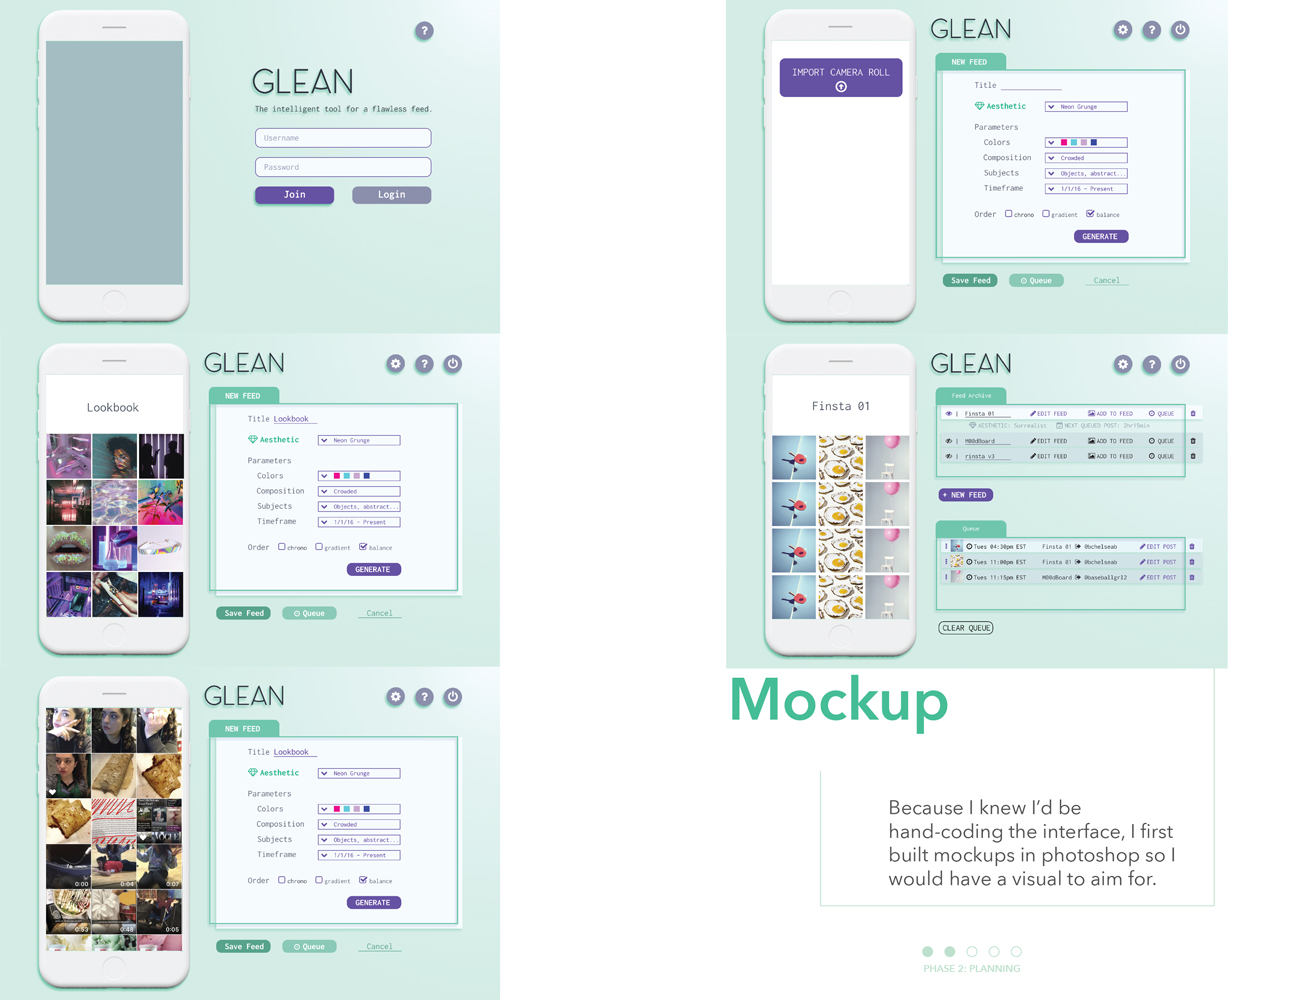 ?
GLEAN
The intelligent tool for a flawless feed.
Username
Password
Join Login
GLEAN ?
IMPORT CAMERA ROLL
NEW FEED
Title
Aesthetic Neon Grunge
Parameters
Colors
Composition Crowded
Subjects Objects, abstract...
Timeframe 1/1/16 - Present
Order chrono gradient balance
GENERATE
Save Feed Queue Cancel
GLEAN ?
Lookbook
NEW FEED
Title Lookbook
Aesthetic Neon Grunge
Parameters
Colors
Composition Crowded
Subjects Objects, abstract...
Timeframe 1/1/16 - Present
Order chrono gradient balance
GENERATE
Save Feed Queue Cancel
GLEAN ?
Finsta 01
Feed Archive
| Finsta 01 EDIT FEED ADD TO FEED QUEUE
AESTHETIC: Surrealist NEXT QUEUED POST: 2hr15min
| M00dBoard EDIT FEED ADD TO FEED QUEUE
| rinsta v3 EDIT FEED ADD TO FEED QUEUE
+ NEW FEED
Queue
Tues 04:30pm EST Finsta 01 @bchelseab EDIT POST
Tues 11:00pm EST Finsta 01 @bchelseab EDIT POST
Tues 11:15pm EST M00dBoard @baseballgrl2 EDIT POST
CLEAR QUEUE
GLEAN ?
NEW FEED
Title Lookbook
Aesthetic Neon Grunge
Parameters
Colors
Composition Crowded
Subjects Objects, abstract...
Timeframe 1/1/16 - Present
Order chrono gradient balance
GENERATE
Save Feed Queue Cancel
0:00 0:04 0:07
0:53 0:48 0:05
Mockup
Because I knew I'd be
hand-coding the interface, I first
built mockups in photoshop so I
would have a visual to aim for.
PHASE 2: PLANNING